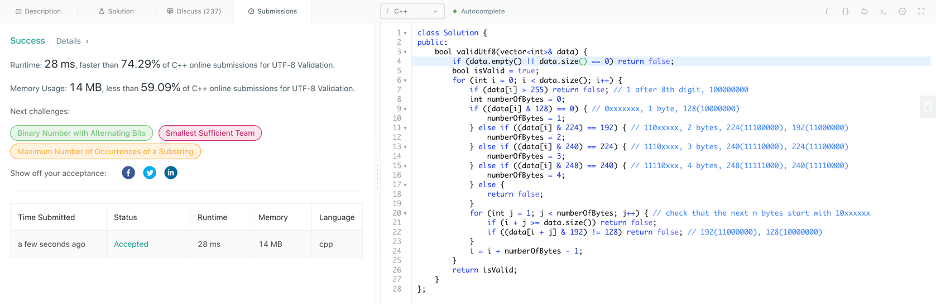 Description
Solution
Discuss (237)
Submissions
Success Details
Runtime: 28 ms, faster than 74.29% of C++ online submissions for UTF-8 Validation.
Memory Usage: 14 MB, less than 59.09% of C++ online submissions for UTF-8 Validation.
Next challenges:
Binary Number with Alternating Bits Smallest Sufficient Team
Maximum Number of Occurrences of a Substring
Show off your acceptance:
Time Submitted Status Runtime Memory Language
a few seconds ago Accepted 28 ms 14 MB cpp
C++ Autocomplete
1 class Solution {
2 public:
3 bool validUtf8(vector<int>& data) {
4 if (data.empty() || data.size() == 0) return false;
5 bool isValid = true;
6 for (int i = 0; i < data.size(); i++) {
7 if (data[i] > 255) return false; // 1 after 8th digit, 100000000
8 int numberOfBytes = 0;
9 if ((data[i] & 128) == 0) { // 0xxxxxxx, 1 byte, 128(10000000)
10 numberOfBytes = 1;
11 } else if ((data[i] & 224) == 192) { // 110xxxxx, 2 bytes, 224(11100000), 192(11000000)
12 numberOfBytes = 2;
13 } else if ((data[i] & 240) == 224) { // 1110xxxx, 3 bytes, 240(11110000), 224(11100000)
14 numberOfBytes = 3;
15 } else if ((data[i] & 248) == 240) { // 11110xxx, 4 bytes, 248(11111000), 240(11110000)
16 numberOfBytes = 4;
17 } else {
18 return false;
19 }
20 for (int j = 1; j < numberOfBytes; j++) { // check that the next n bytes start with 10xxxxxx
21 if (i + j >= data.size()) return false;
22 if ((data[i + j] & 192) != 128) return false; // 192(11000000), 128(10000000)
23 }
24 i = i + numberOfBytes - 1;
25 }
26 return isValid;
27 }
28 };